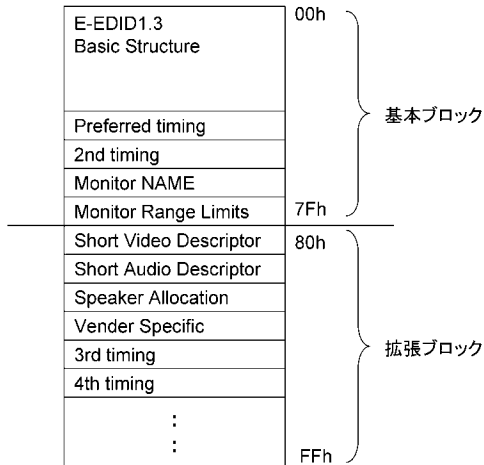 E-EDID1.3
Basic Structure
00h
Preferred timing
基本ブロック
2nd timing
Monitor NAME
Monitor Range Limits
7Fh
Short Video Descriptor
80h
Short Audio Descriptor
Speaker Allocation
Vender Specific
3rd timing
拡張ブロック
4th timing
:
:
FFh